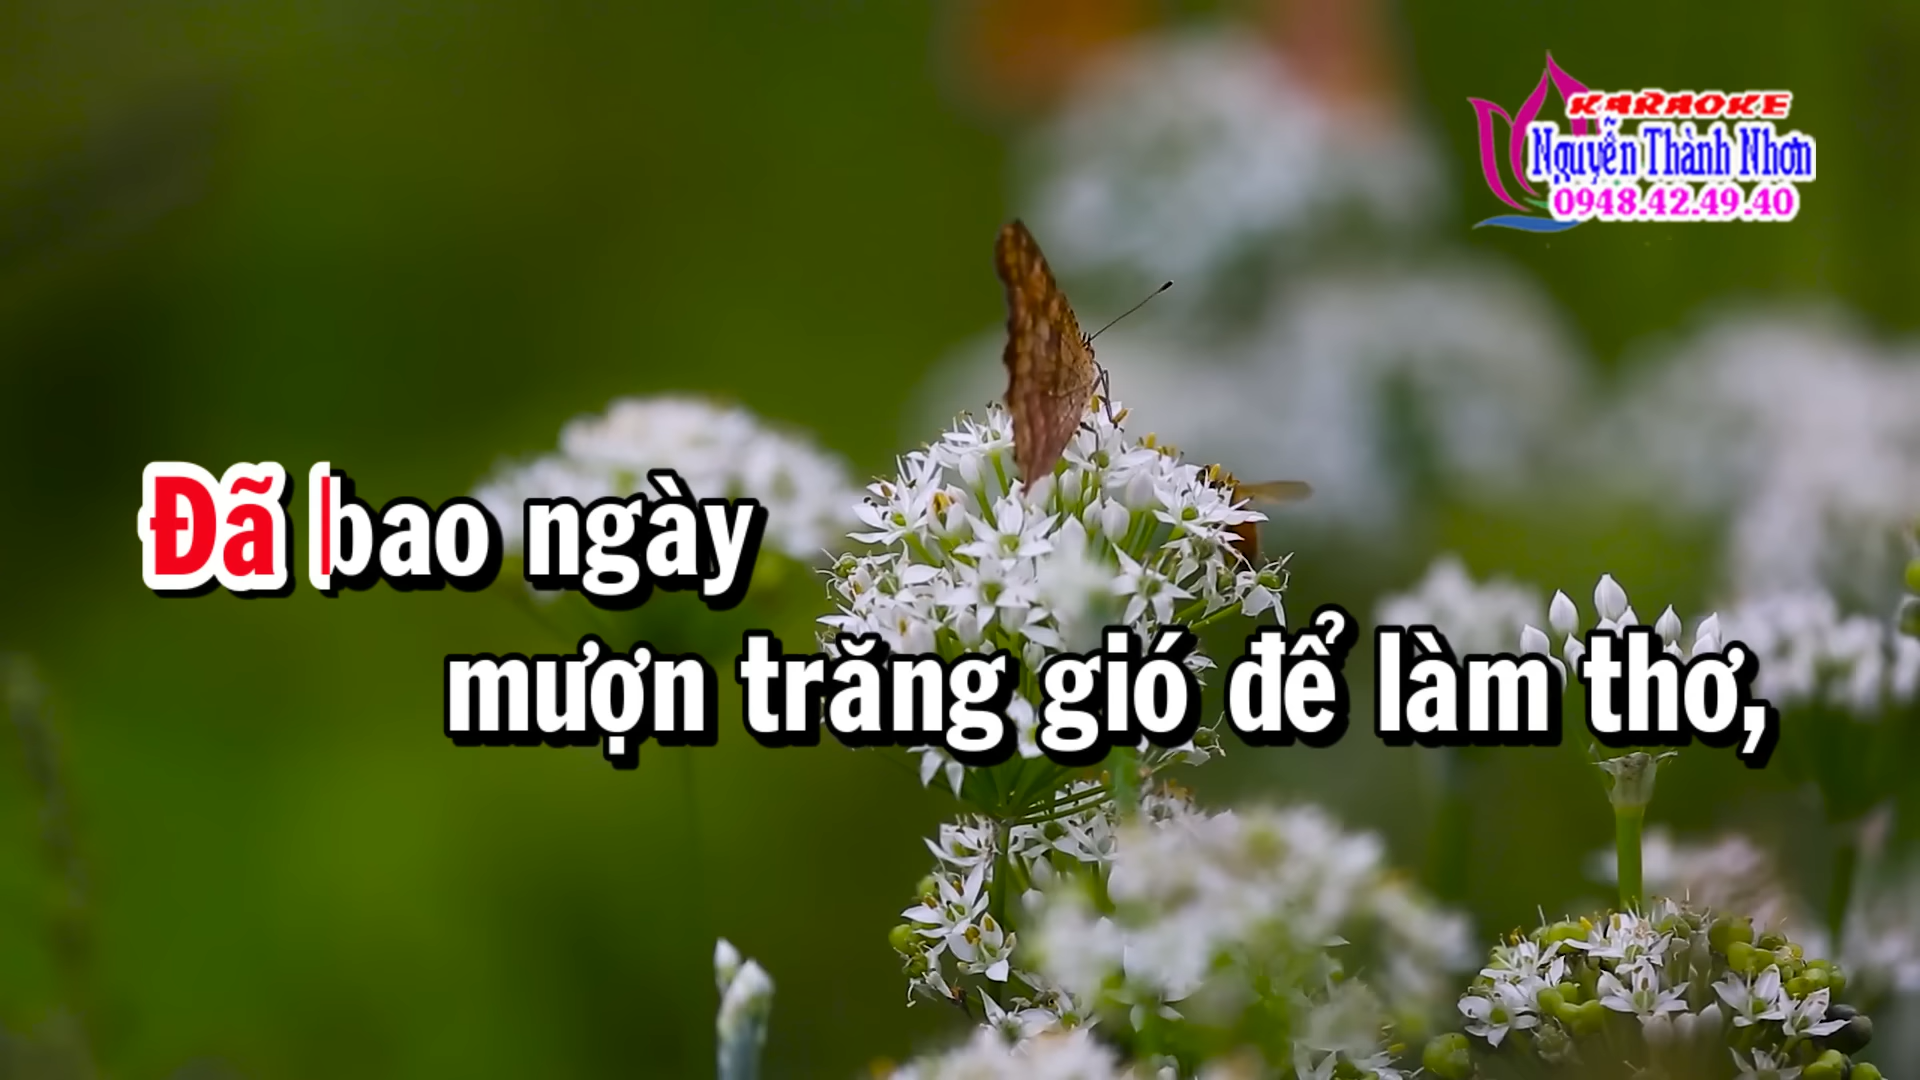 KARAOKE
Nguyễn Thành Nhơn
0948.42.49.40
Đã bao ngày
mượn trăng gió để làm thơ,